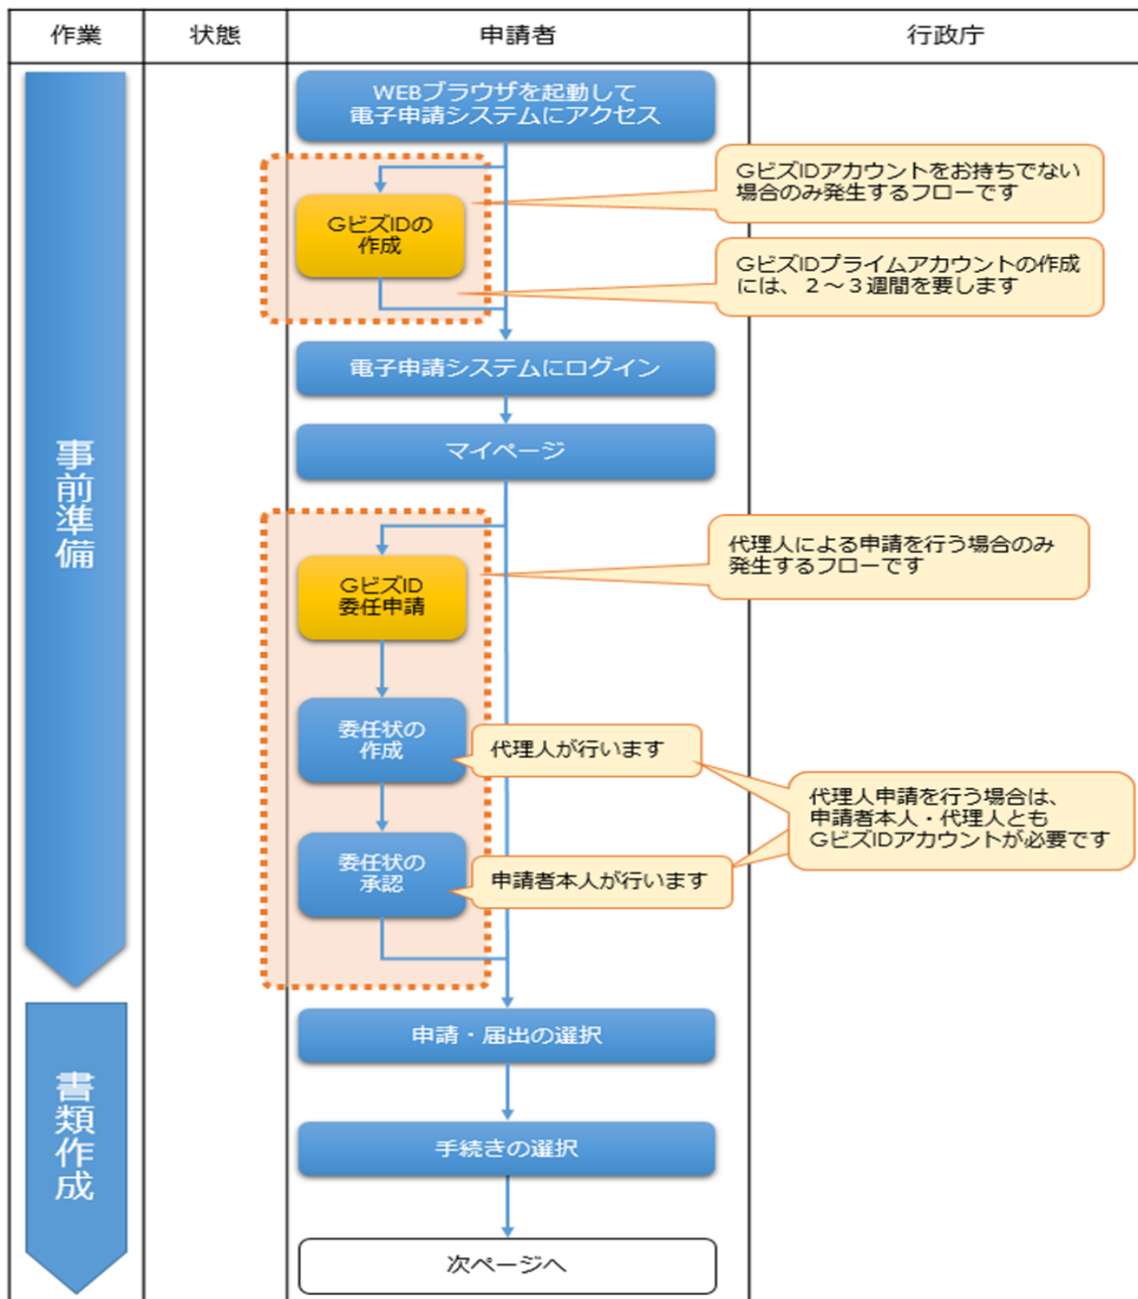 作業
状態
申請者
行政庁
WEBブラウザを起動して
電子申請システムにアクセス
GビズIDアカウントをお持ちでない
場合のみ発生するフローです
GビズIDの
作成
GビズIDプライムアカウントの作成
には、２～３週間を要します
電子申請システムにログイン
マイページ
事前準備
代理人による申請を行う場合のみ
発生するフローです
GビズID
委任申請
委任状の
作成
代理人が行います
代理人申請を行う場合は、
申請者本人・代理人とも
GビズIDアカウントが必要です
委任状の
承認
申請者本人が行います
申請・届出の選択
書類作成
手続きの選択
次ページへ